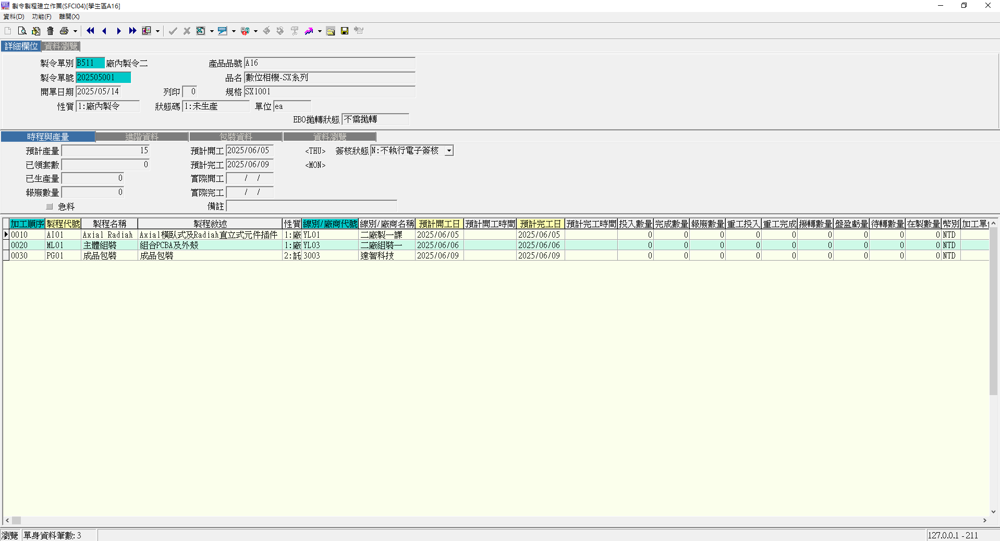 製令製程建立作業(SFCI04)[學生區A16]
資料(D) 功能(F) 離開(X)
詳細欄位 資料瀏覽
製令單別 B511 廠內製令二 產品品號 A16
製令單號 202505001 品名 數位相機-SX系列
開單日期 2025/05/14 列印 0 規格 SX1001
性質 1:廠內製令 狀態碼 1:未生產 單位 ea
EBO拋轉狀態 不需拋轉
時程與產量 進階資料 包裝資料 資料瀏覽
預計產量 15 預計開工 2025/06/05 <THU> 簽核狀態 N:不執行電子簽核
已領套數 0 預計完工 2025/06/09 <MON>
已生產量 0 實際開工 / /
報廢數量 0 實際完工 / /
急料 備註
加工順序 製程代號 製程名稱 製程敘述 性質 線別/廠商代號 線別/廠商名稱 預計開工日 預計開工時間 預計完工日 預計完工時間 投入數量 完成數量 報廢數量 重工投入 重工完成 撥轉數量 盤盈虧量 待轉數量 在製數量 幣別 加工單
0010 AI01 Axial Radiah Axial橫臥式及Radiah直立式元件插件 1:廠 YL01 二廠製一課 2025/06/05 2025/06/05 0 0 0 0 0 0 0 0 0 NTD
0020 ML01 主體組裝 組合PCBA及外殼 1:廠 YL03 二廠組裝一 2025/06/06 2025/06/06 0 0 0 0 0 0 0 0 0 NTD
0030 PG01 成品包裝 成品包裝 2:託 3003 達智科技 2025/06/09 2025/06/09 0 0 0 0 0 0 0 0 0 NTD
瀏覽 單身資料筆數: 3 127.0.0.1 - 211